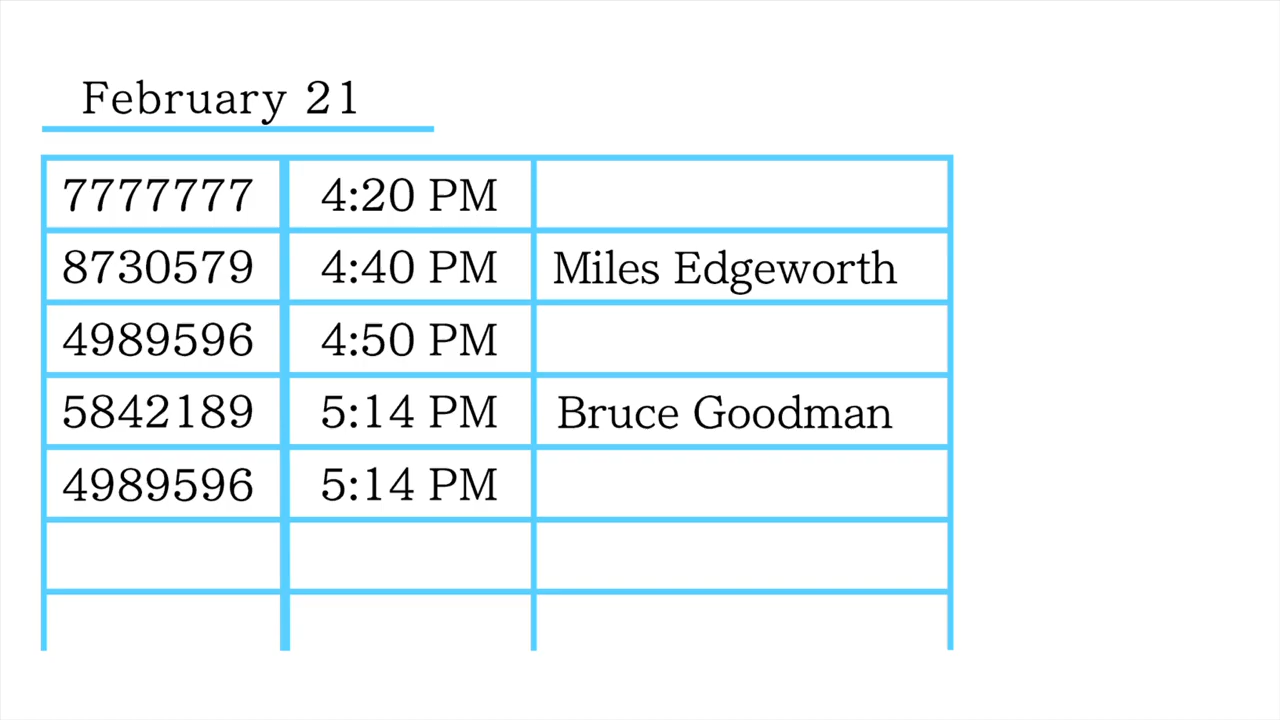 February 21
7777777 4:20 PM
8730579 4:40 PM Miles Edgeworth
4989596 4:50 PM
5842189 5:14 PM Bruce Goodman
4989596 5:14 PM